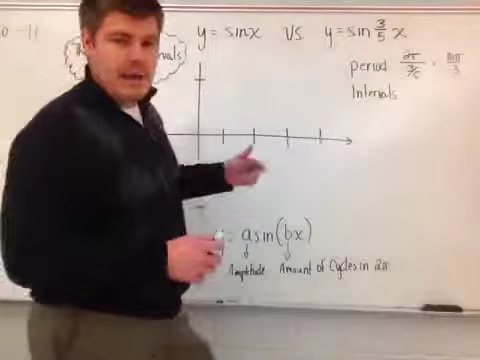 y = sinx vs. y = sin 3/5 x
period 2π/(3/5) = 10π/3
Intervals
= asin(bx)
Amplitude Amount of Cycles in 2π